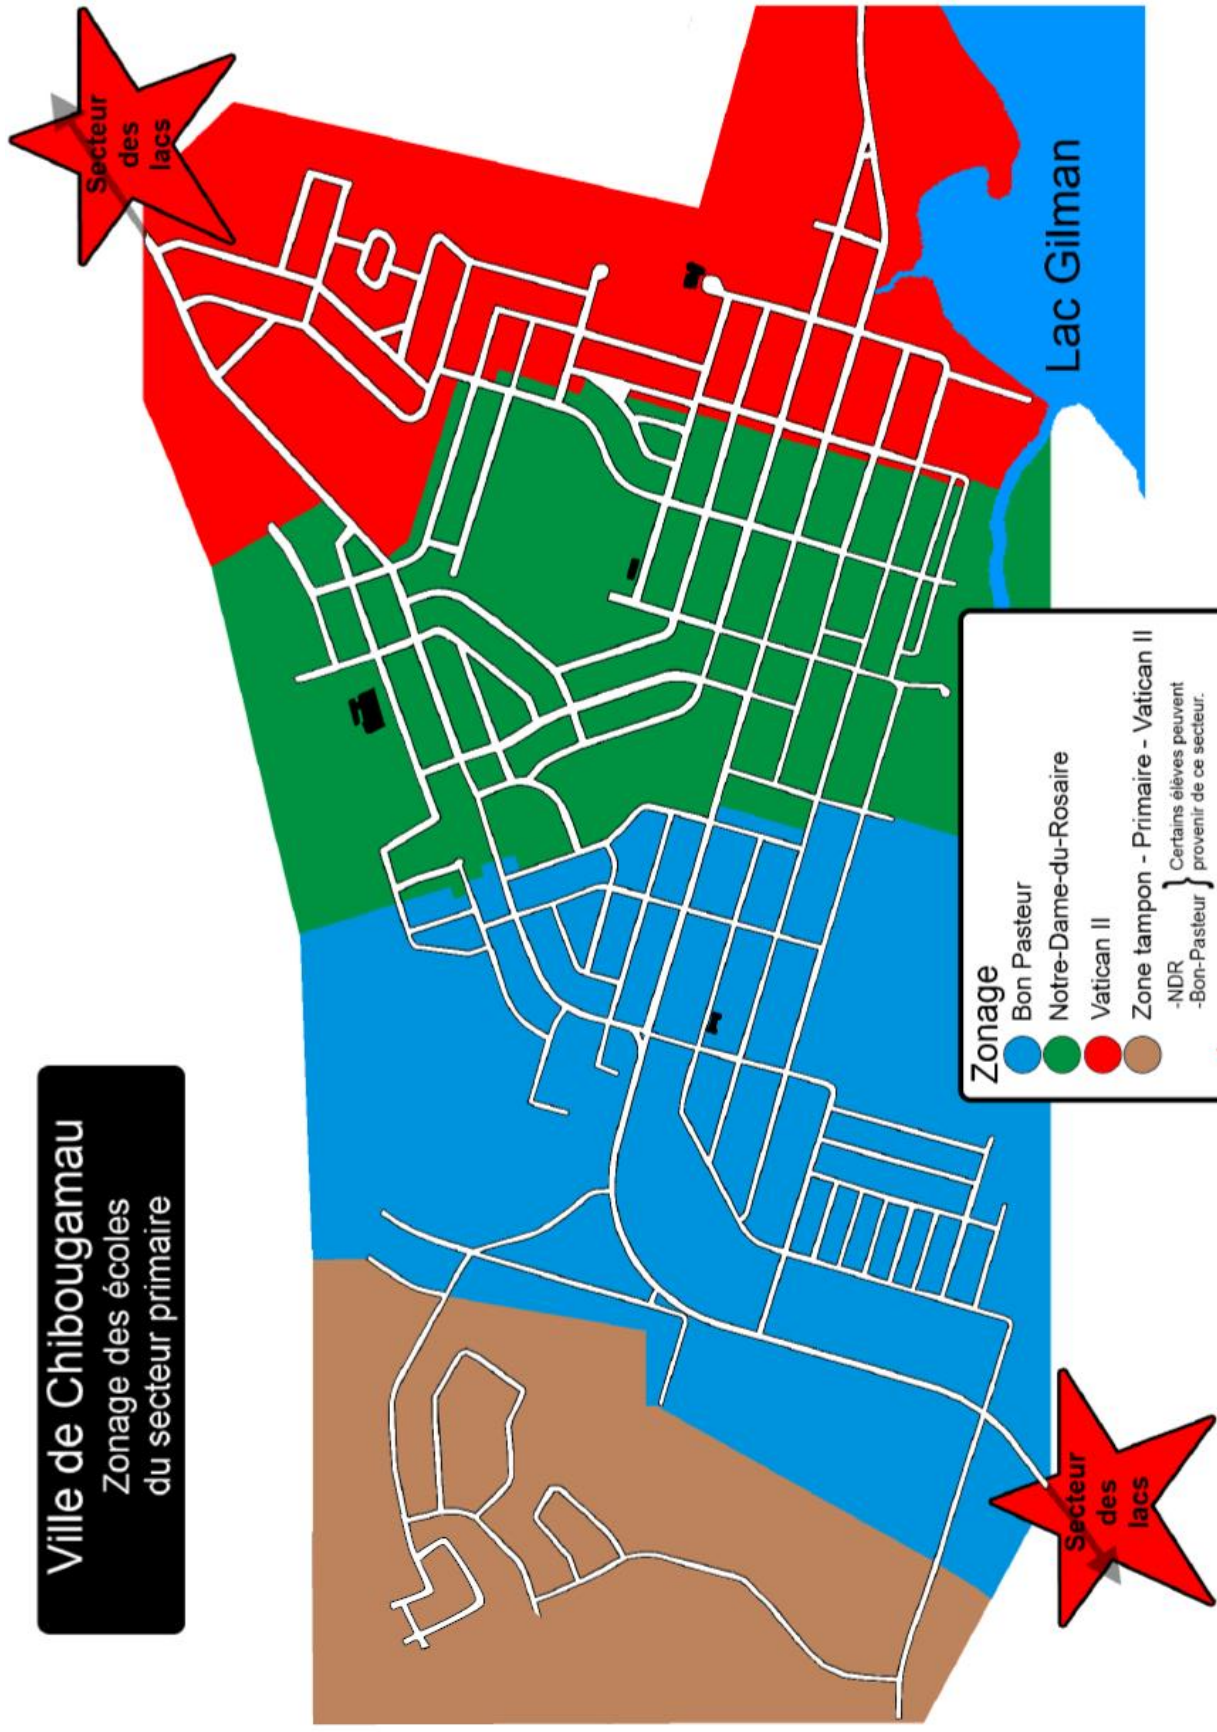 Ville de Chibougamau
Zonage des écoles
du secteur primaire
Secteur
des
lacs
Lac Gilman
Secteur
des
lacs
Zonage
Bon Pasteur
Notre-Dame-du-Rosaire
Vatican II
Zone tampon - Primaire - Vatican II
-NDR
-Bon-Pasteur } Certains élèves peuvent
provenir de ce secteur.